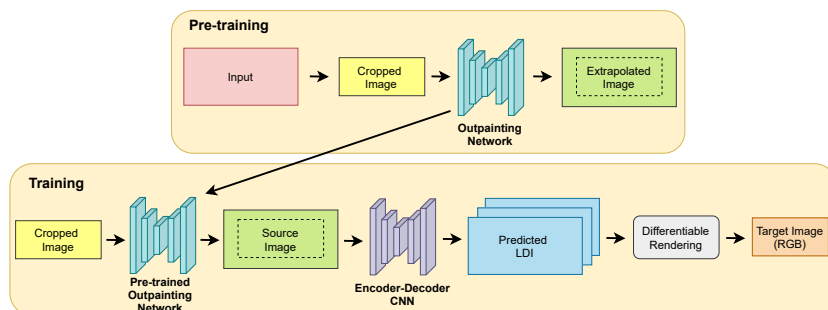 Pre-training
Input
Cropped
Image
Outpainting
Network
Extrapolated
Image
Training
Cropped
Image
Pre-trained
Outpainting
Network
Source
Image
Encoder-Decoder
CNN
Predicted
LDI
Differentiable
Rendering
Target Image
(RGB)